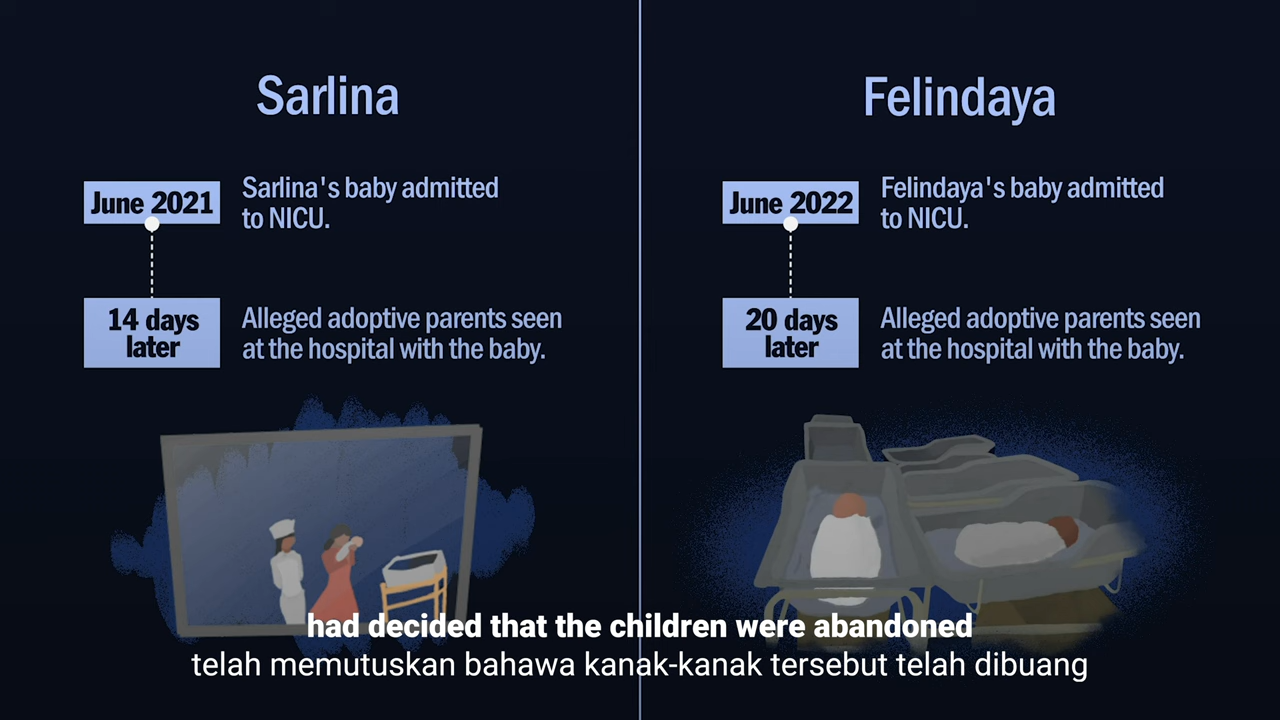 Sarlina
June 2021
Sarlina's baby admitted
to NICU.
14 days
later
Alleged adoptive parents seen
at the hospital with the baby.
Felindaya
June 2022
Felindaya's baby admitted
to NICU.
20 days
later
Alleged adoptive parents seen
at the hospital with the baby.
had decided that the children were abandoned
telah memutuskan bahawa kanak-kanak tersebut telah dibuang